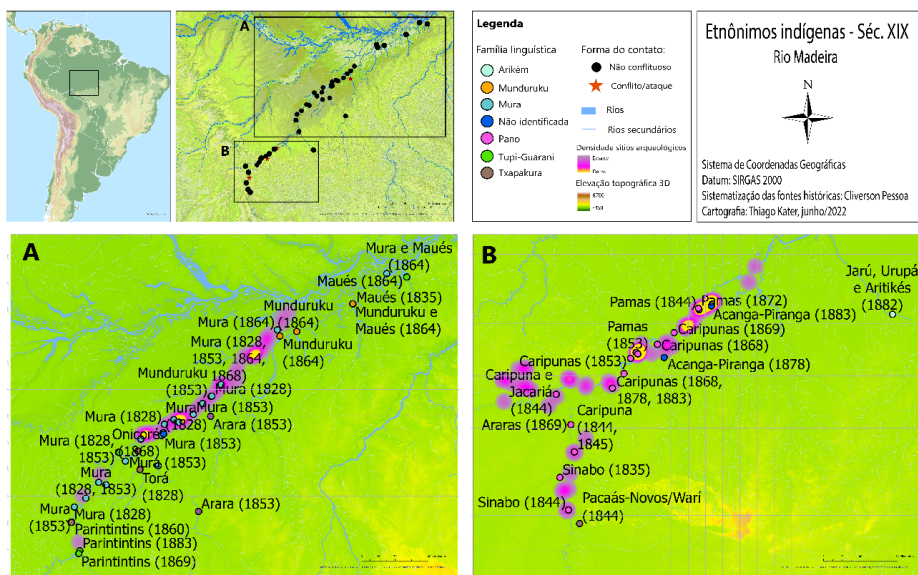 A
B
Legenda
Família linguística
Arikém
Munduruku
Mura
Não identificada
Pano
Tupi-Guarani
Txapakura
Forma do contato:
Não conflituoso
Conflito/ataque
Rios
Rios secundários
Densidade sítios arqueológicos
Elevação topográfica 3D
8700
Etnônimos indígenas - Séc. XIX
Rio Madeira
N
Sistema de Coordenadas Geográficas
Datum: SIRGAS 2000
Sistematização das fontes históricas: Cliverson Pessoa
Cartografia: Thiago Kater, junho/2022
A
Mura e Maués
(1864)
Maués (1864)
Maués (1835)
Munduruku e
Maués (1864)
Munduruku
(1864)
Mura (1864)
Munduruku
(1864)
Mura (1828,
1853, 1864,
1868)
Munduruku
(1853)
Mura (1828)
Mura (1828)
Mura
(1828)
Mura (1853)
Arara (1853)
Onicoré
(1868)
Mura (1853)
Mura (1828,
1853)
Mura
(1853)
Torá
(1828)
Mura
(1828, 1853)
Arara (1853)
Mura
(1853)
Mura (1828)
Parintintins (1860)
Parintintins (1883)
Parintintins (1869)
B
Jarú, Urupá
e Aritikés
(1882)
Pamas (1844)
Pamas (1872)
Acanga-Piranga (1883)
Pamas
(1853)
Caripunas (1869)
Caripunas (1868)
Caripunas (1853)
Acanga-Piranga (1878)
Caripuna e
Jacariá
(1844)
Caripunas (1868,
1878, 1883)
Araras (1869)
Caripuna
(1844,
1845)
Sinabo (1835)
Sinabo (1844)
Pacaás-Novos/Warí
(1844)